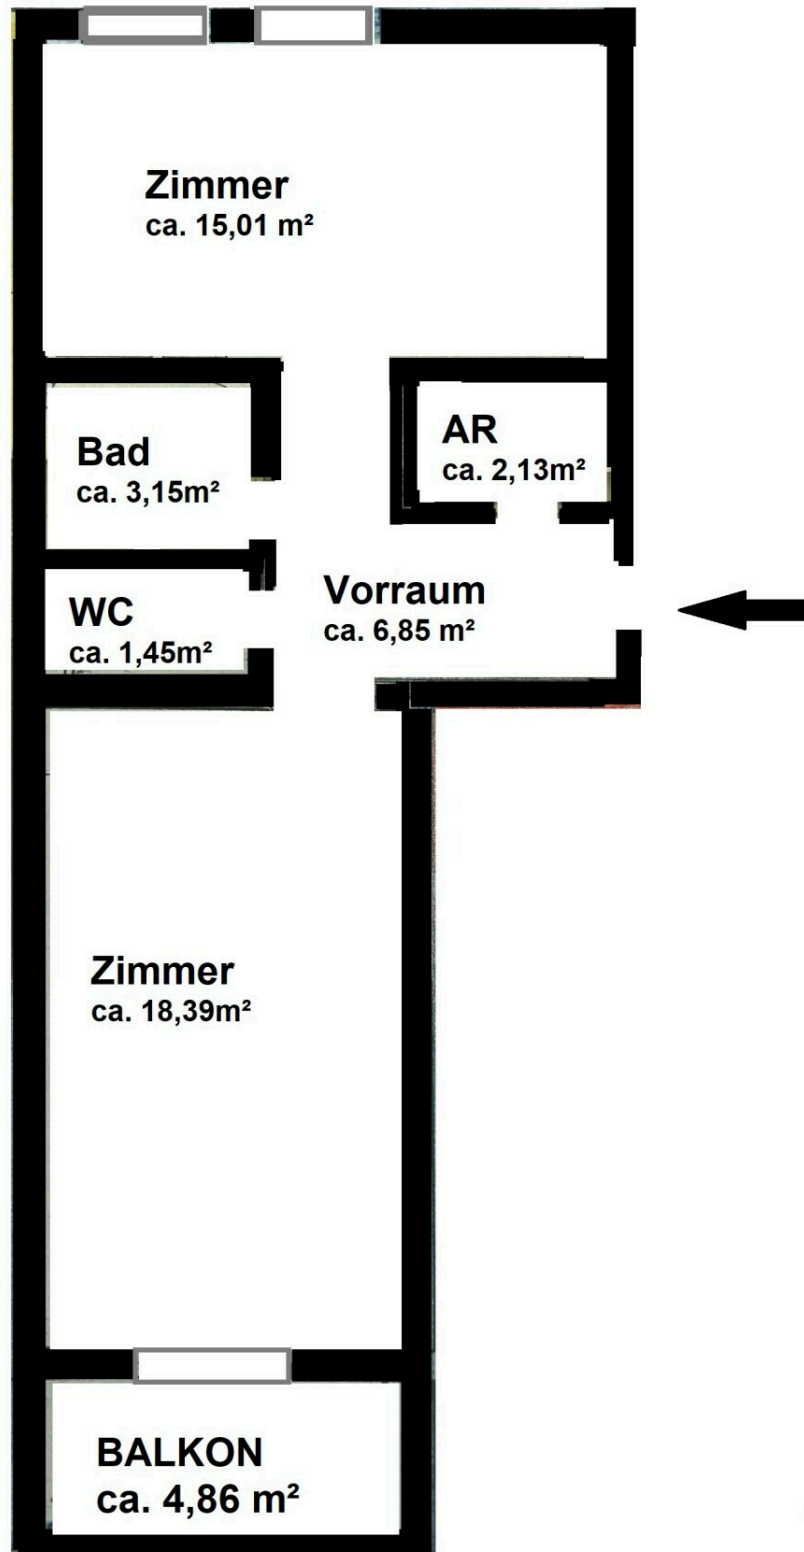 Zimmer
ca. 15,01 m²
Bad
ca. 3,15m²
AR
ca. 2,13m²
WC
ca. 1,45m²
Vorraum
ca. 6,85 m²
Zimmer
ca. 18,39m²
BALKON
ca. 4,86 m²